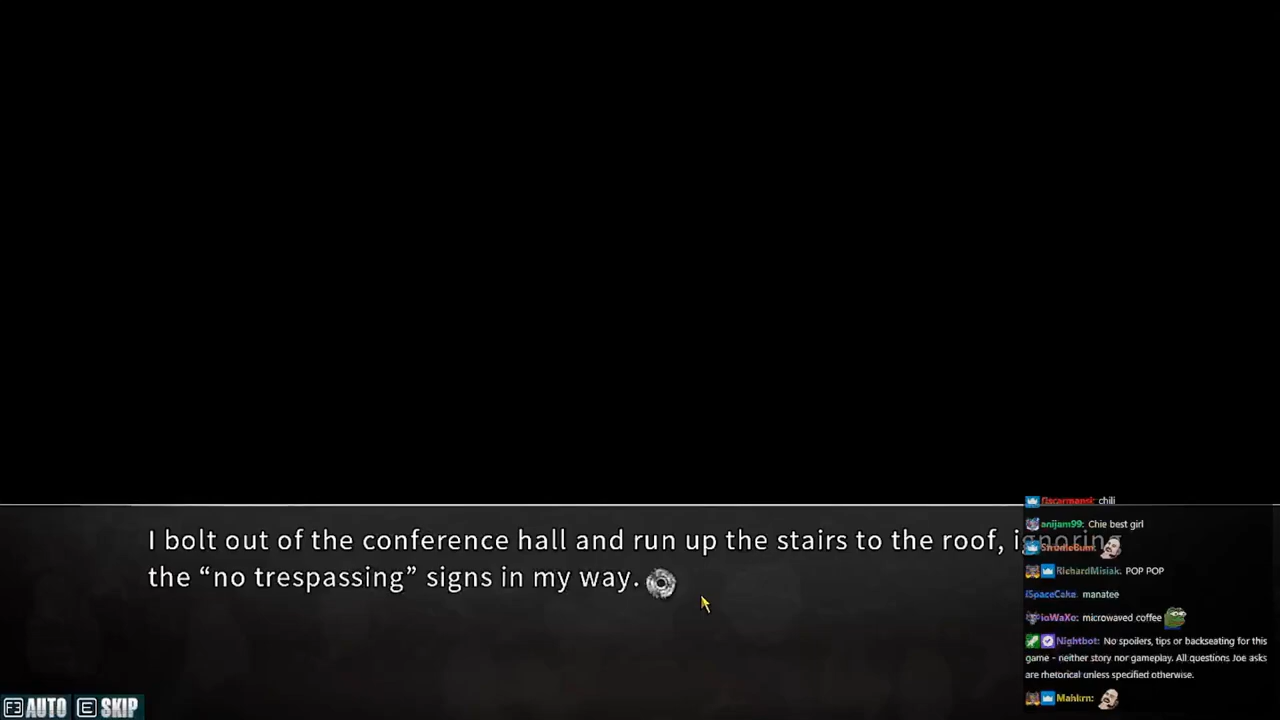 I bolt out of the conference hall and run up the stairs to the roof, ignoring
the “no trespassing” signs in my way.
chili
anijam99: Chie best girl
RichardMisiak: POP POP
iSpaceCake: manatee
ioWaXo: microwaved coffee
Nightbot: No spoilers, tips or backseating for this
game - neither story nor gameplay. All questions Joe asks
are rhetorical unless specified otherwise.
Mahkrn:
F3 AUTO E SKIP